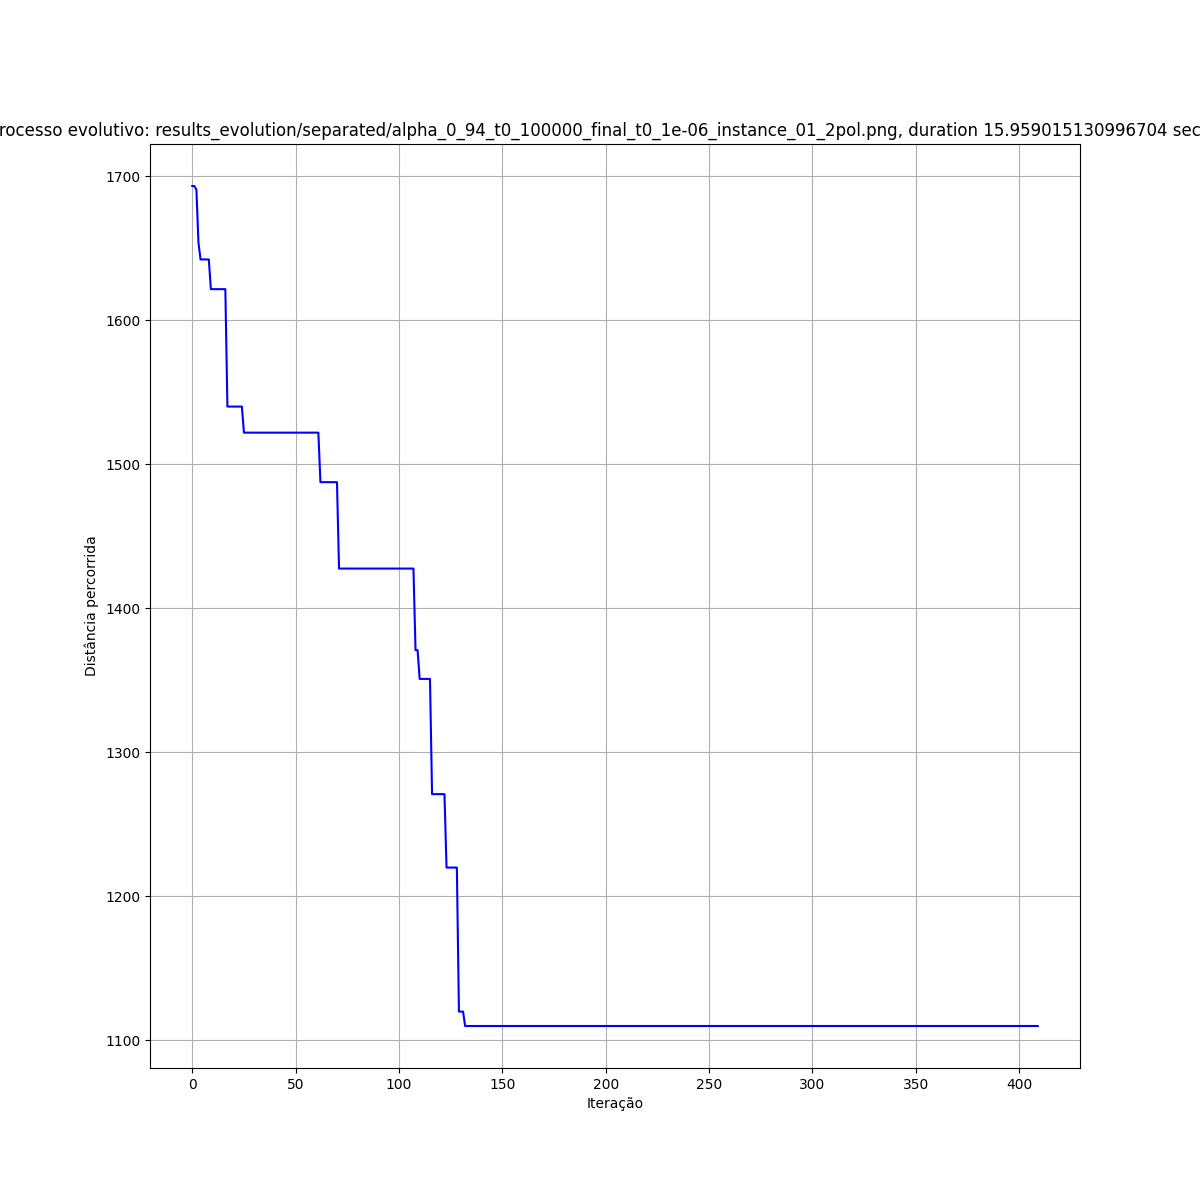 rocesso evolutivo: results_evolution/separated/alpha_0_94_t0_100000_final_t0_1e-06_instance_01_2pol.png, duration 15.959015130996704 sec
1700
1600
1500
1400
1300
1200
1100
Distância percorrida
0 50 100 150 200 250 300 350 400
Iteração